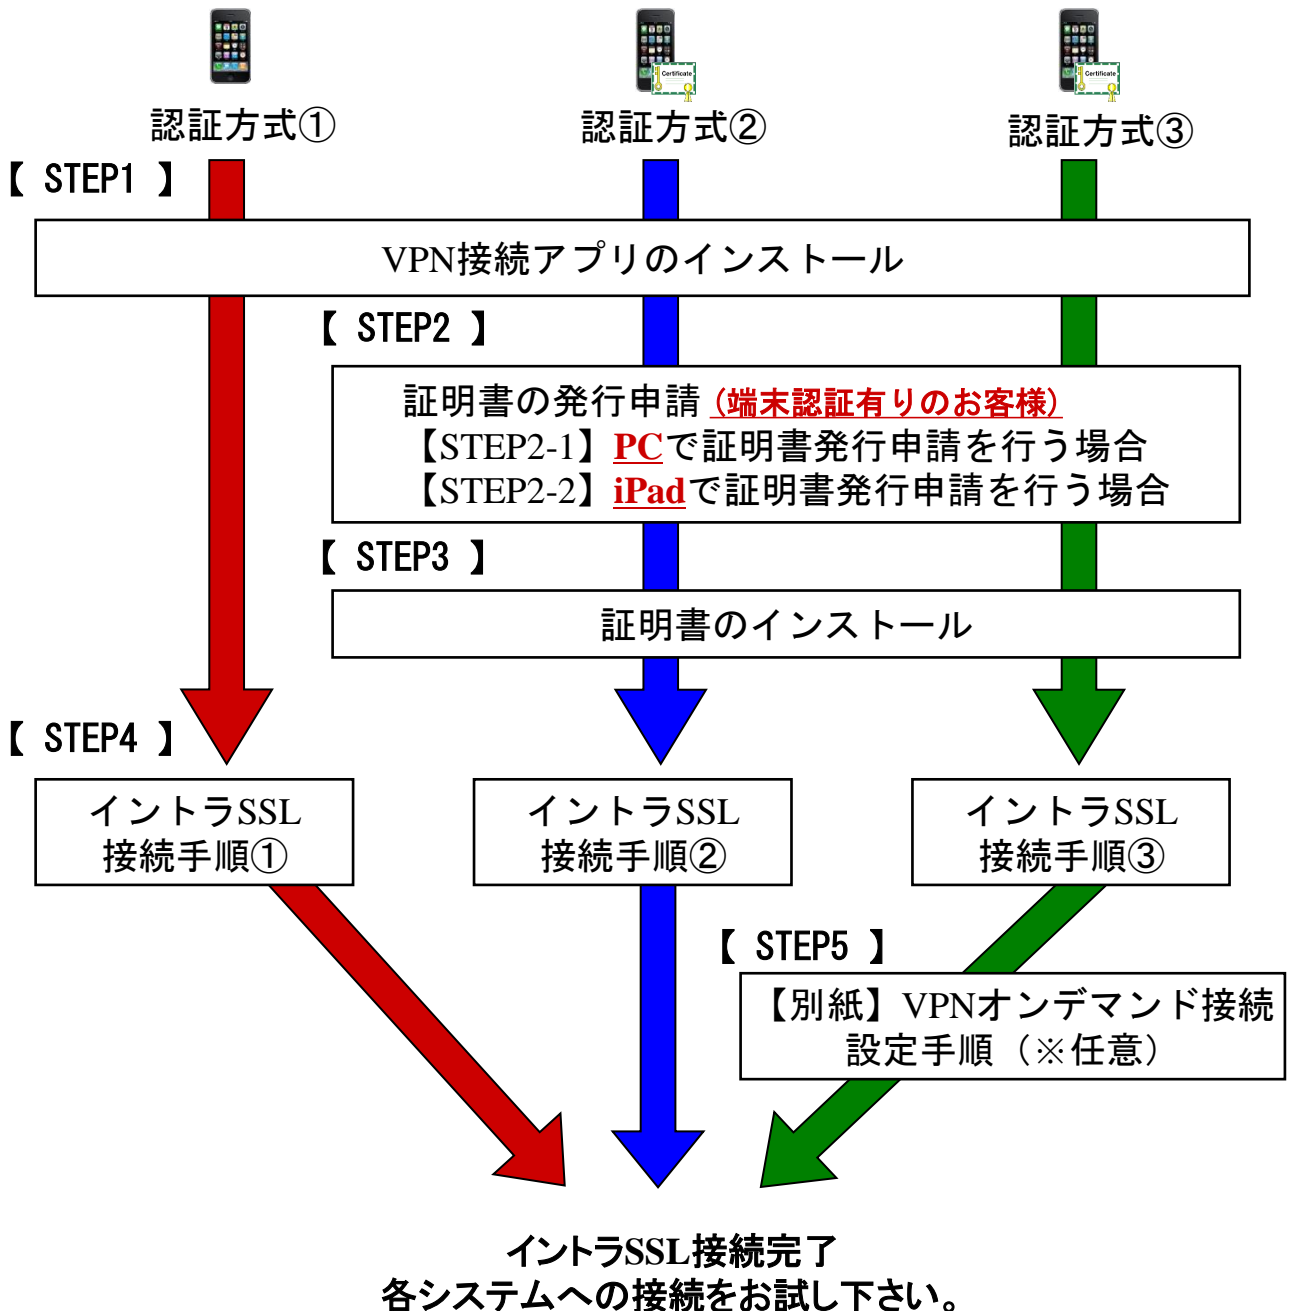 認証方式①
認証方式②
認証方式③
【 STEP1 】
VPN接続アプリのインストール
【 STEP2 】
証明書の発行申請 (端末認証有りのお客様)
【STEP2-1】PCで証明書発行申請を行う場合
【STEP2-2】iPadで証明書発行申請を行う場合
【 STEP3 】
証明書のインストール
【 STEP4 】
イントラSSL
接続手順①
イントラSSL
接続手順②
イントラSSL
接続手順③
【 STEP5 】
【別紙】VPNオンデマンド接続
設定手順（※任意）
イントラSSL接続完了
各システムへの接続をお試し下さい。
Certificate
Certificate